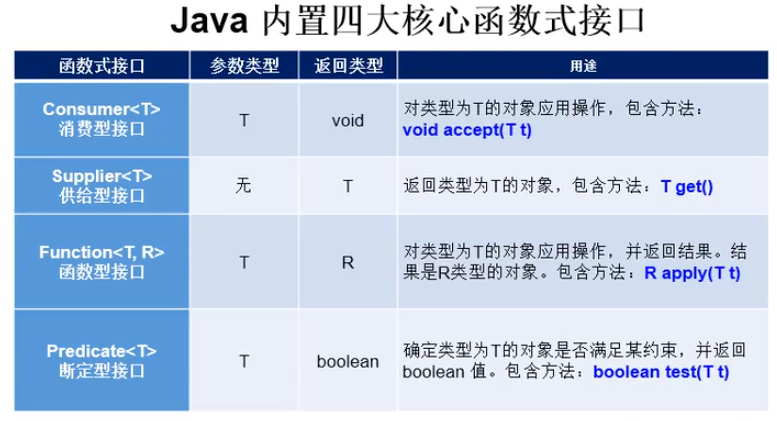 Java 内置四大核心函数式接口
函数式接口
参数类型
返回类型
用途
Consumer<T>
消费型接口
T
void
对类型为T的对象应用操作，包含方法：
void accept(T t)
Supplier<T>
供给型接口
无
T
返回类型为T的对象，包含方法：T get()
Function<T, R>
函数型接口
T
R
对类型为T的对象应用操作，并返回结果。结
果是R类型的对象。包含方法：R apply(T t)
Predicate<T>
断定型接口
T
boolean
确定类型为T的对象是否满足某约束，并返回
boolean 值。包含方法：boolean test(T t)